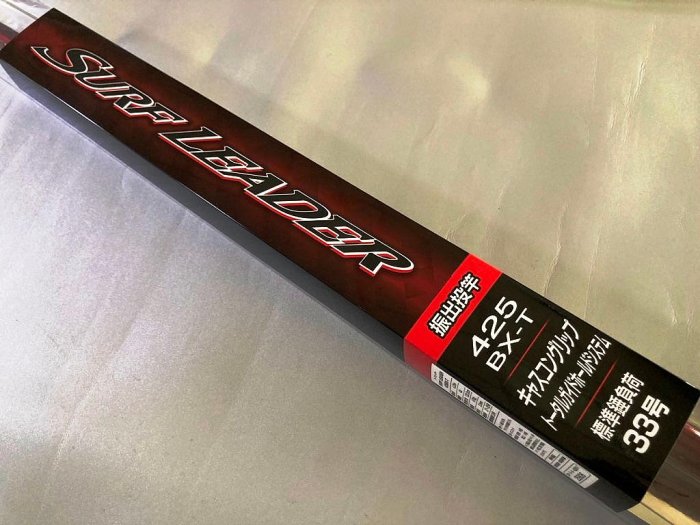 SURF LEADER
振出投竿
425
BX-T
キャスコングリップ
トータルガイドホールドシステム
標準錘負荷
33号